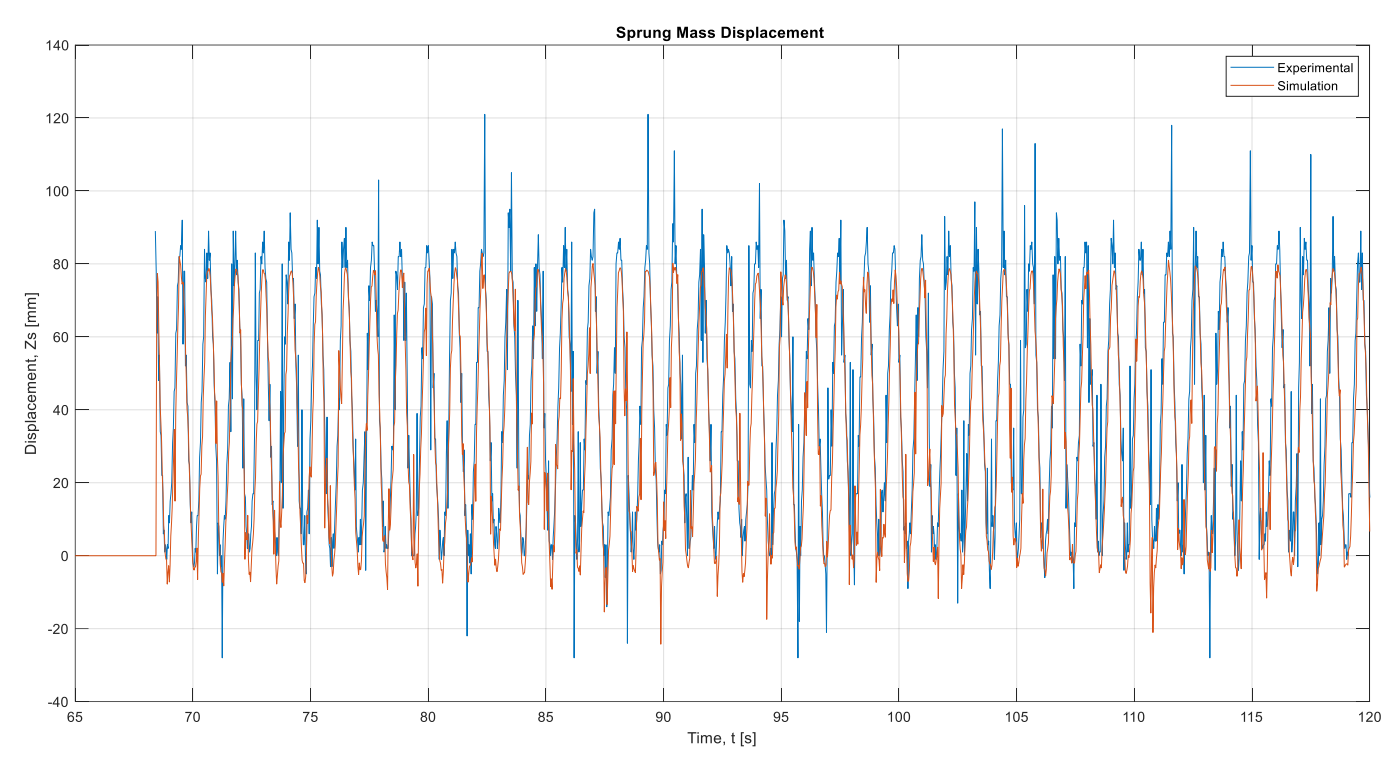 Sprung Mass Displacement
Experimental
Simulation
140
120
100
80
60
40
20
0
-20
-40
Displacement, Zs [mm]
65 70 75 80 85 90 95 100 105 110 115 120
Time, t [s]